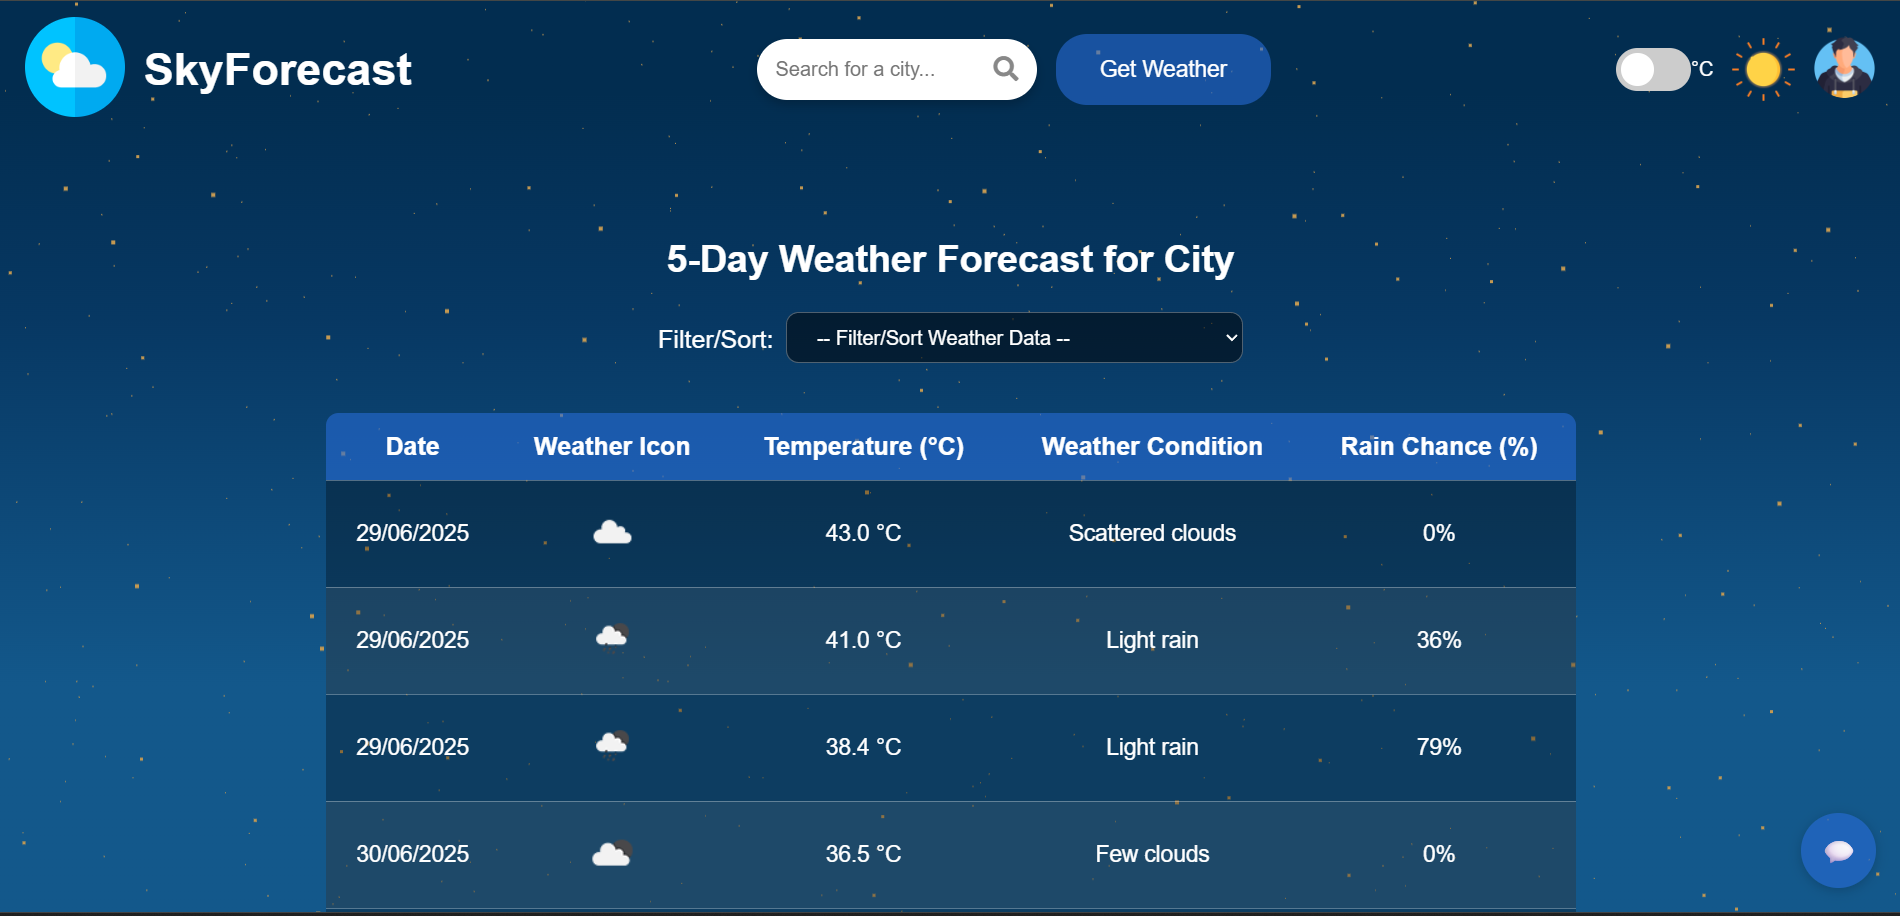 SkyForecast
Search for a city...
Get Weather
°C
5-Day Weather Forecast for City
Filter/Sort:
-- Filter/Sort Weather Data --
Date Weather Icon Temperature (°C) Weather Condition Rain Chance (%)
29/06/2025 43.0 °C Scattered clouds 0%
29/06/2025 41.0 °C Light rain 36%
29/06/2025 38.4 °C Light rain 79%
30/06/2025 36.5 °C Few clouds 0%